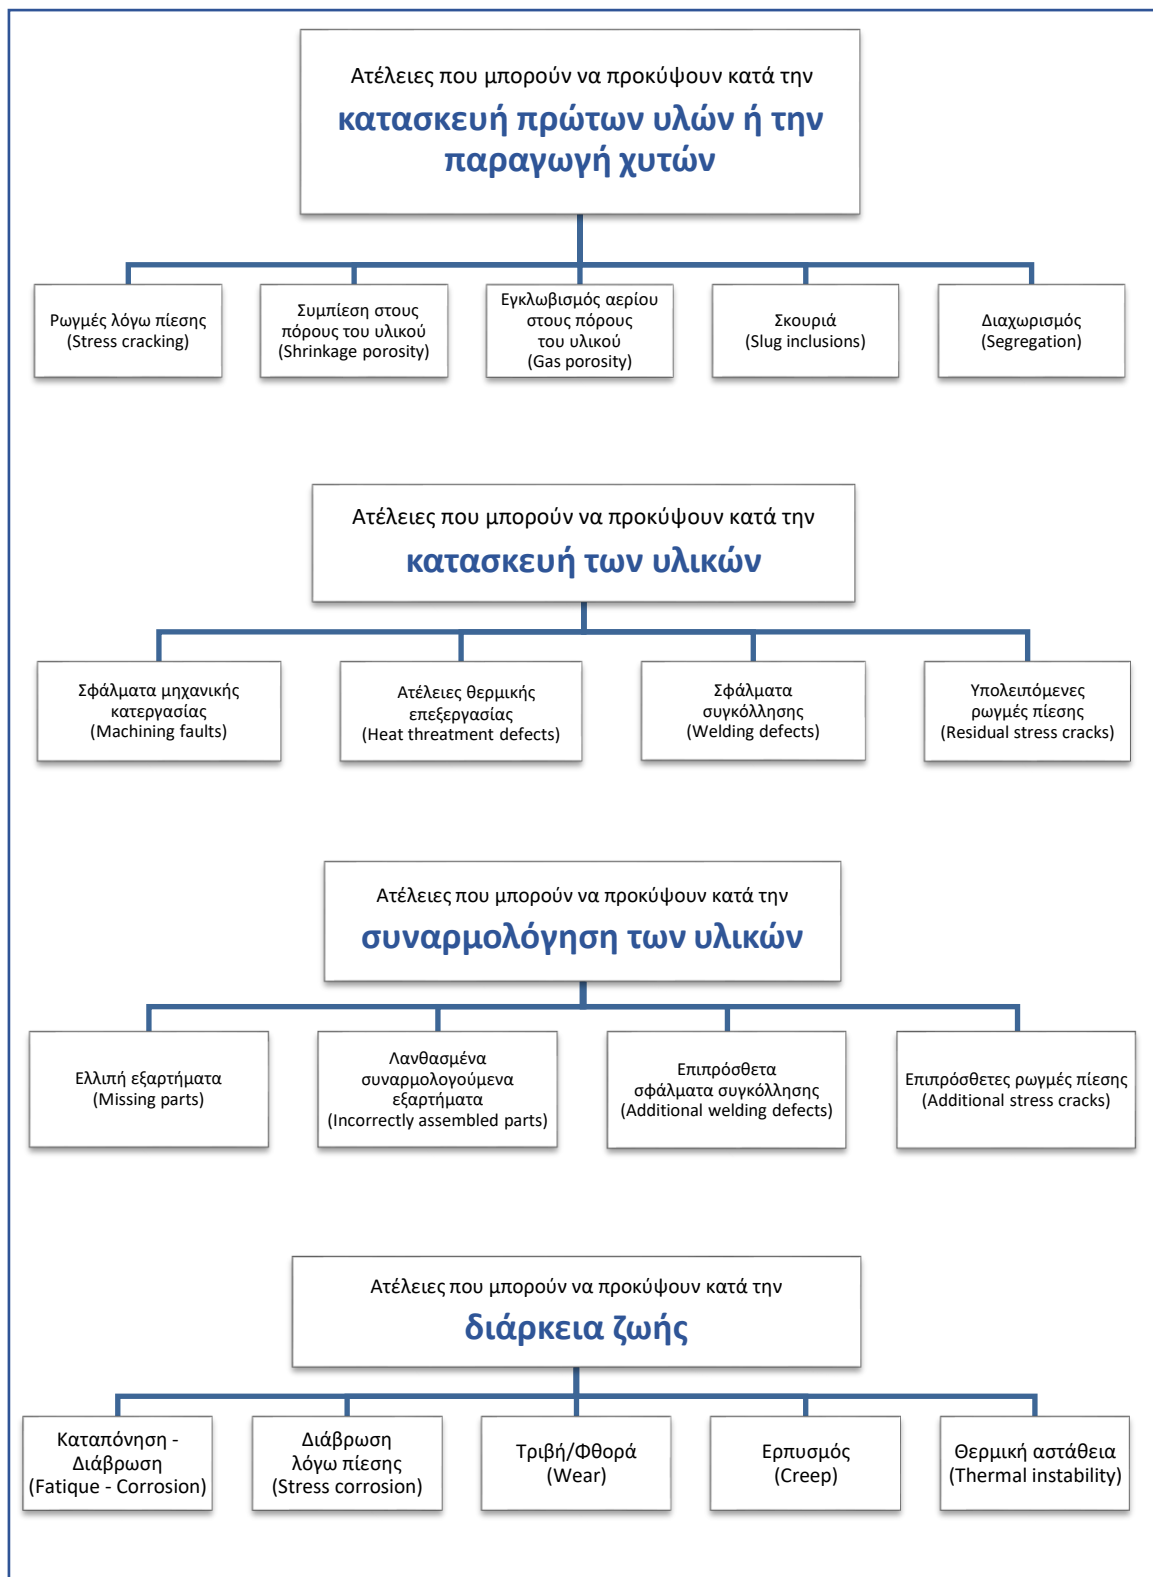 Ατέλειες που μπορούν να προκύψουν κατά την
κατασκευή πρώτων υλών ή την
παραγωγή χυτών
Ρωγμές λόγω πίεσης
(Stress cracking)
Συμπίεση στους
πόρους του υλικού
(Shrinkage porosity)
Εγκλωβισμός αερίου
στους πόρους
του υλικού
(Gas porosity)
Σκουριά
(Slug inclusions)
Διαχωρισμός
(Segregation)
Ατέλειες που μπορούν να προκύψουν κατά την
κατασκευή των υλικών
Σφάλματα μηχανικής
κατεργασίας
(Machining faults)
Ατέλειες θερμικής
επεξεργασίας
(Heat threatment defects)
Σφάλματα
συγκόλλησης
(Welding defects)
Υπολειπόμενες
ρωγμές πίεσης
(Residual stress cracks)
Ατέλειες που μπορούν να προκύψουν κατά την
συναρμολόγηση των υλικών
Ελλιπή εξαρτήματα
(Missing parts)
Λανθασμένα
συναρμολογούμενα
εξαρτήματα
(Incorrectly assembled parts)
Επιπρόσθετα
σφάλματα συγκόλλησης
(Additional welding defects)
Επιπρόσθετες ρωγμές πίεσης
(Additional stress cracks)
Ατέλειες που μπορούν να προκύψουν κατά την
διάρκεια ζωής
Καταπόνηση -
Διάβρωση
(Fatique - Corrosion)
Διάβρωση
λόγω πίεσης
(Stress corrosion)
Τριβή/Φθορά
(Wear)
Ερπυσμός
(Creep)
Θερμική αστάθεια
(Thermal instability)